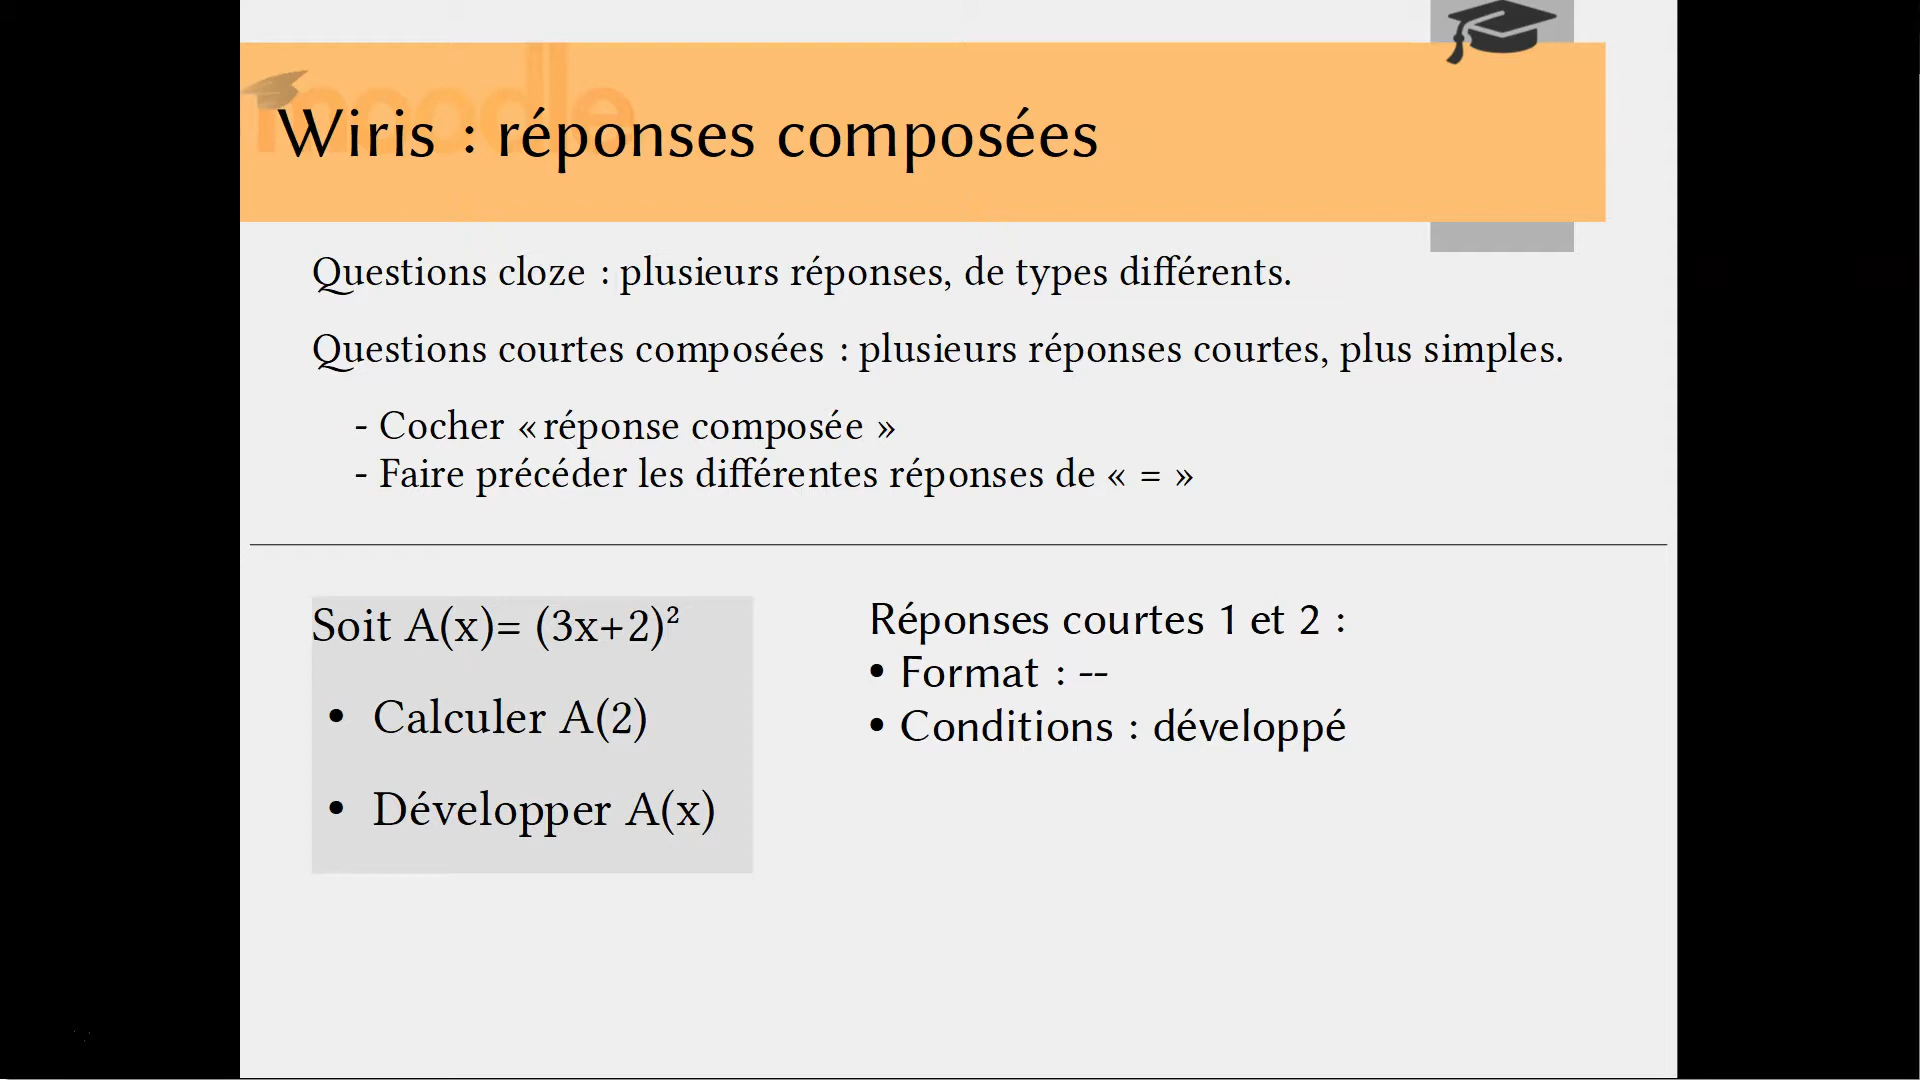 moodle
Wiris : réponses composées
Questions cloze : plusieurs réponses, de types différents.
Questions courtes composées : plusieurs réponses courtes, plus simples.
- Cocher « réponse composée »
- Faire précéder les différentes réponses de « = »
Soit A(x)= (3x+2)²
• Calculer A(2)
• Développer A(x)
Réponses courtes 1 et 2 :
• Format : --
• Conditions : développé